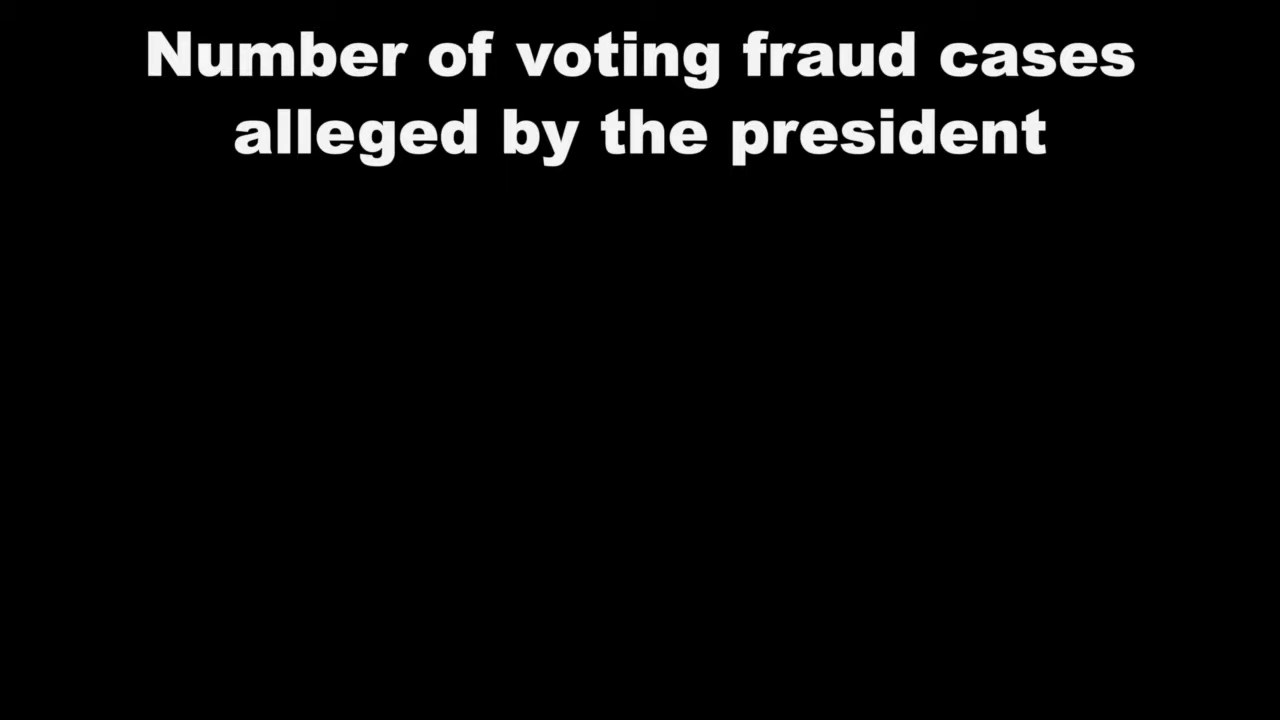 Number of voting fraud cases
alleged by the president